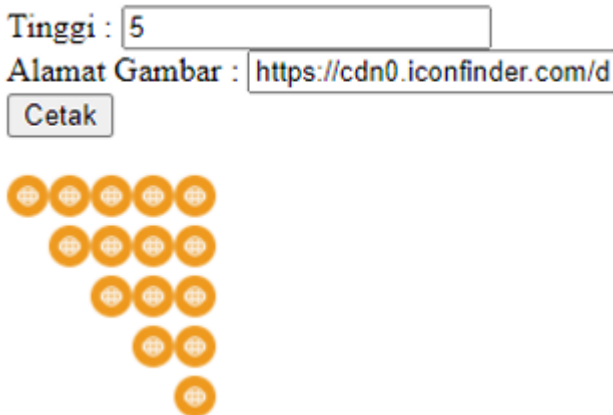 Tinggi : 5
Alamat Gambar : https://cdn0.iconfinder.com/d
Cetak